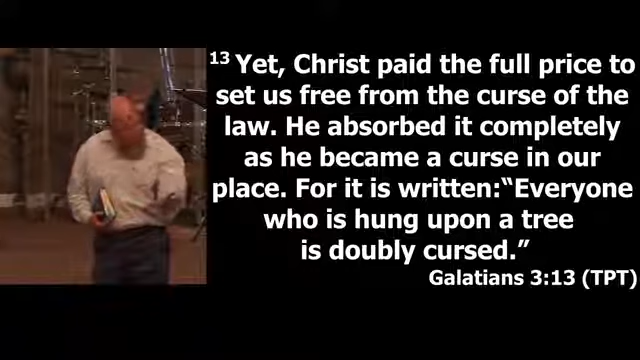 13 Yet, Christ paid the full price to
set us free from the curse of the
law. He absorbed it completely
as he became a curse in our
place. For it is written:“Everyone
who is hung upon a tree
is doubly cursed.”
Galatians 3:13 (TPT)